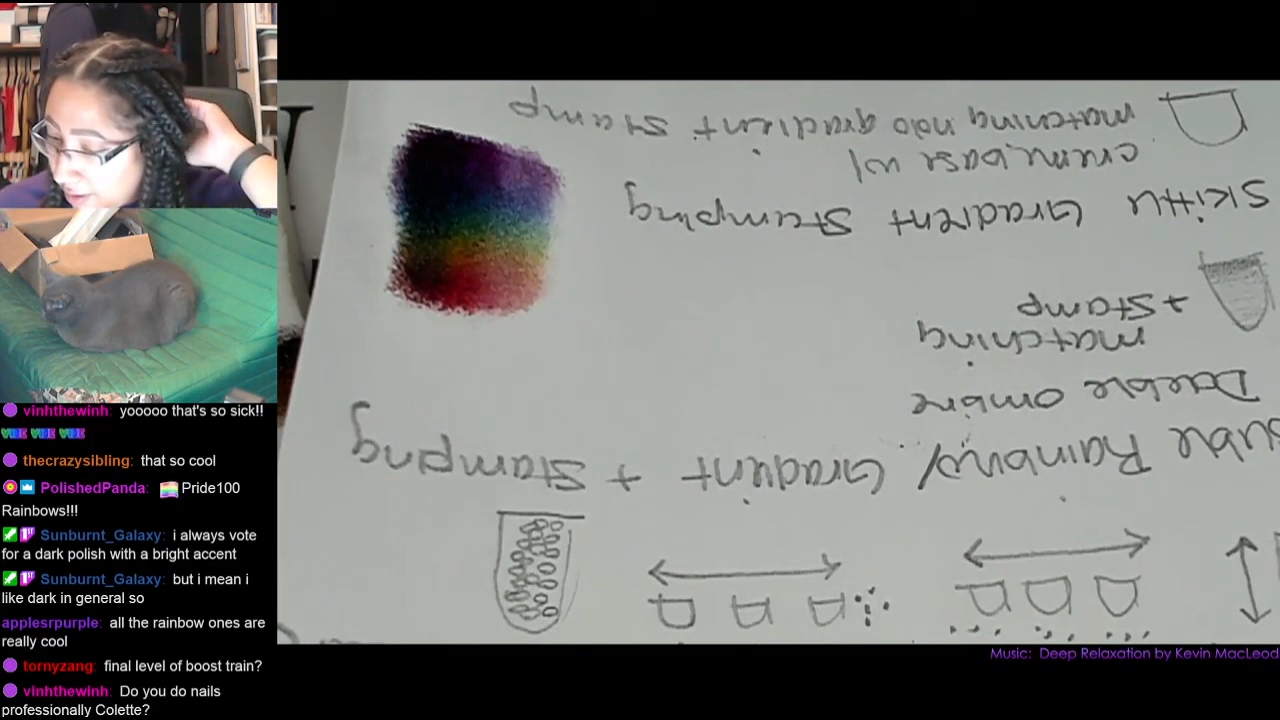 vinhthewinh: yooooo that's so sick!!
thecrazysibling: that so cool
PolishedPanda: Pride100
Rainbows!!!
Sunburnt_Galaxy: i always vote
for a dark polish with a bright accent
Sunburnt_Galaxy: but i mean i
like dark in general so
applesrpurple: all the rainbow ones are
really cool
tornyzang: final level of boost train?
vinhthewinh: Do you do nails
professionally Colette?
uble Rainbow/ Gradient + Stamping
Double Ombre
matching
+ Stamp
Skittle Gradient Stamping
base w/
matching gradient Stamp
Music: Deep Relaxation by Kevin MacLeod